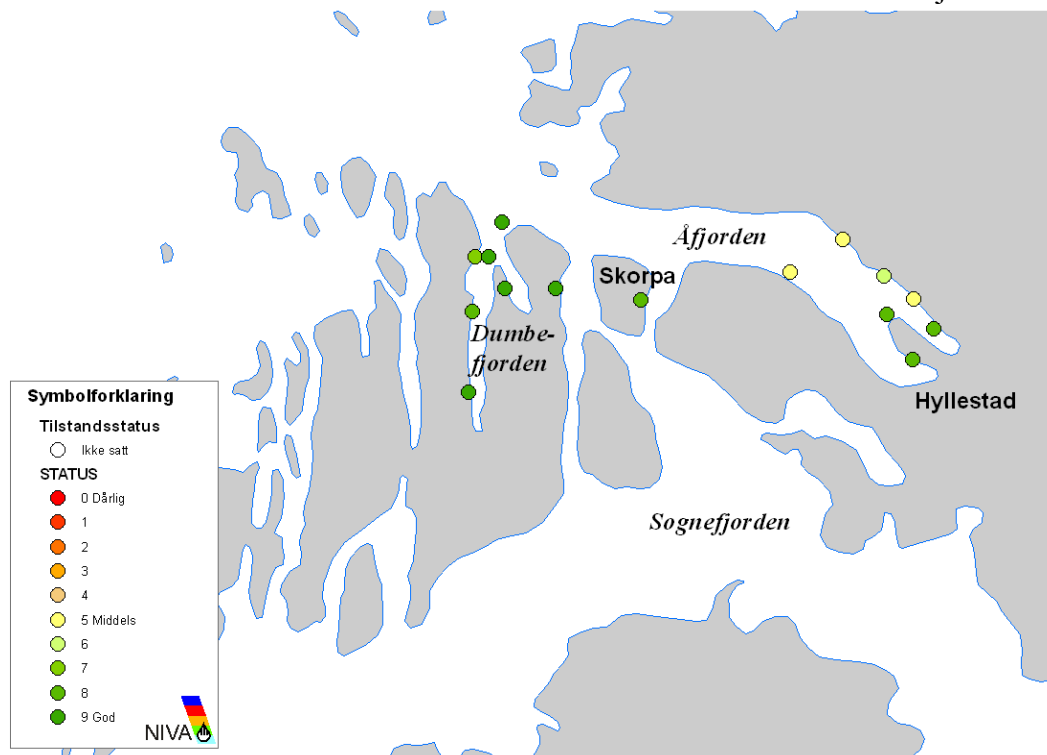 Åfjorden
Skorpa
Dumbe-
fjorden
Hyllestad
Sognefjorden
Symbolforklaring
Tilstandsstatus
Ikke satt
STATUS
0 Dårlig
1
2
3
4
5 Middels
6
7
8
9 God
NIVA